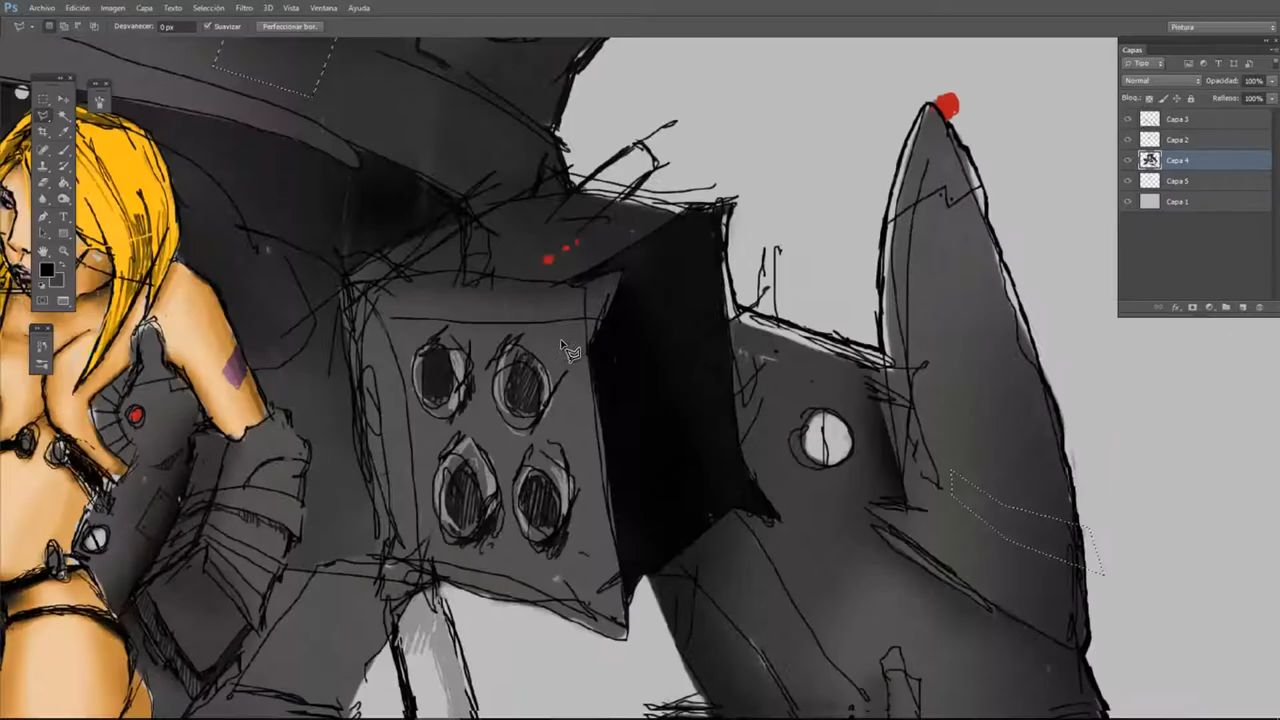 Ps Archivo Edición Imagen Capa Texto Selección Filtro 3D Vista Ventana Ayuda
Desvanecer: 0 px Suavizar Perfeccionar bor... Pintura
Capas
Tipo
Normal Opacidad: 100%
Bloq.: Relleno: 100%
Capa 3
Capa 2
Capa 4
Capa 5
Capa 1
fx